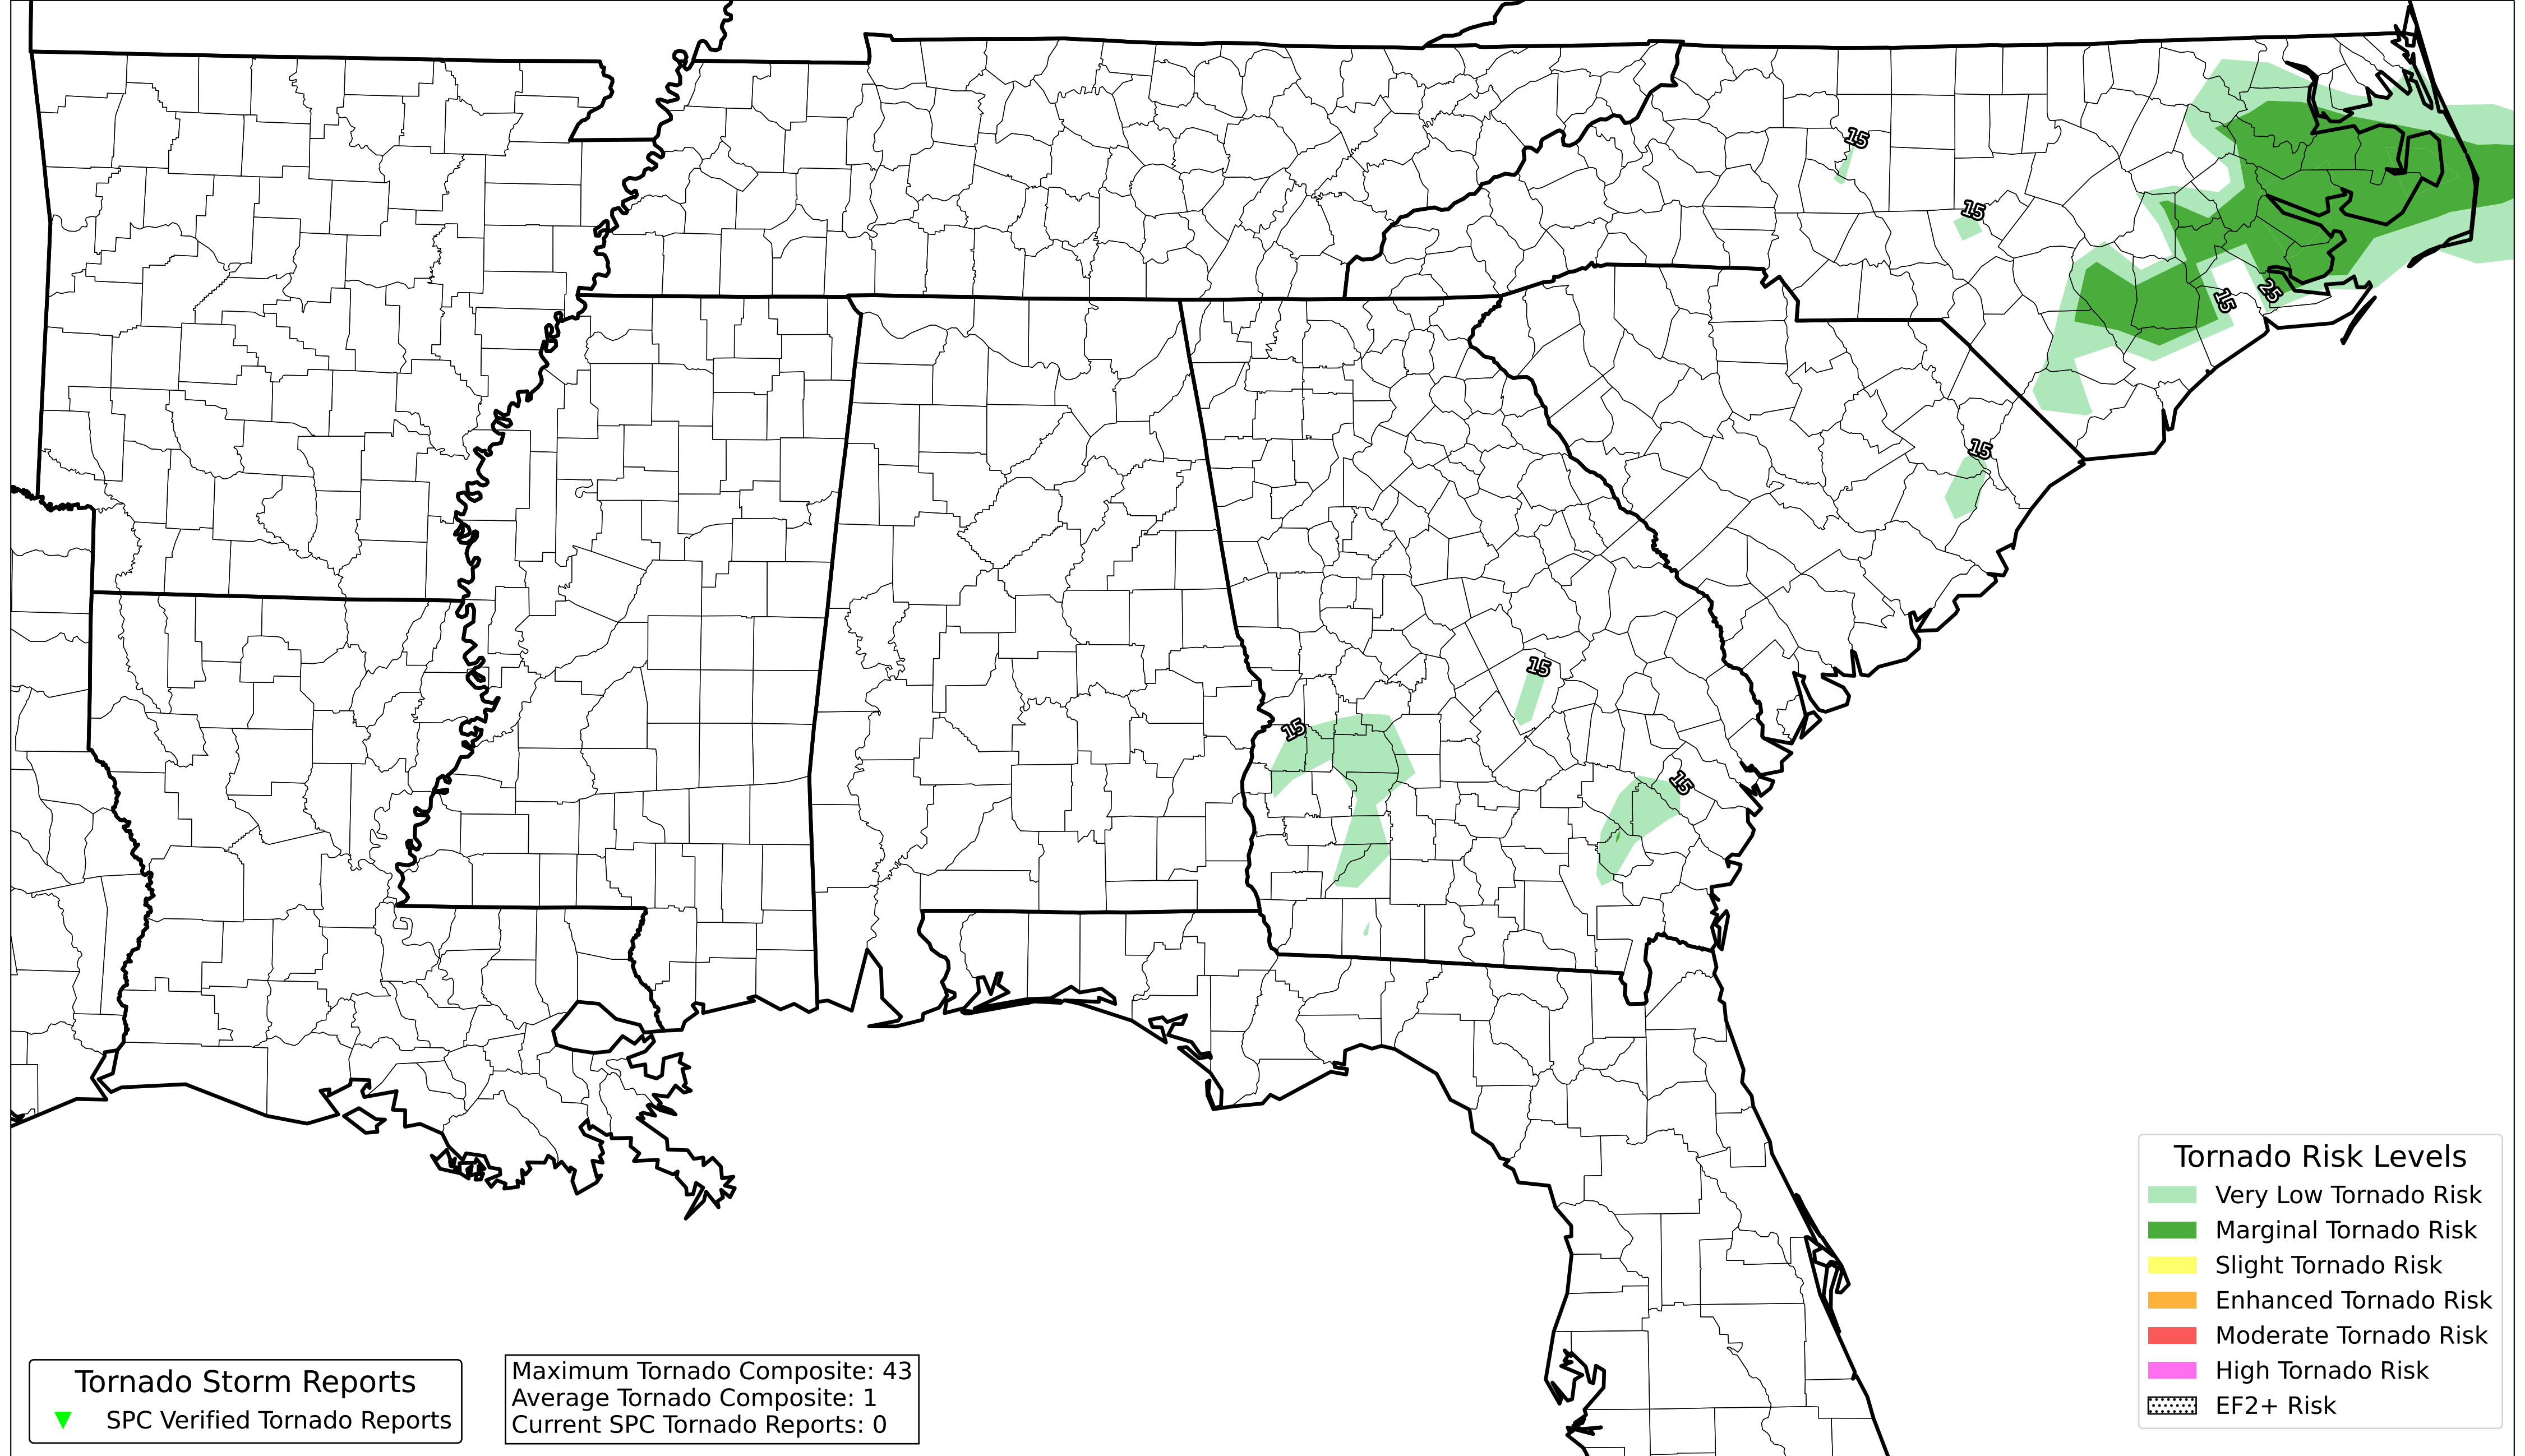 15
15
15
25
15
15
15
15
Tornado Risk Levels
Very Low Tornado Risk
Marginal Tornado Risk
Slight Tornado Risk
Enhanced Tornado Risk
Moderate Tornado Risk
High Tornado Risk
EF2+ Risk
Tornado Storm Reports
SPC Verified Tornado Reports
Maximum Tornado Composite: 43
Average Tornado Composite: 1
Current SPC Tornado Reports: 0